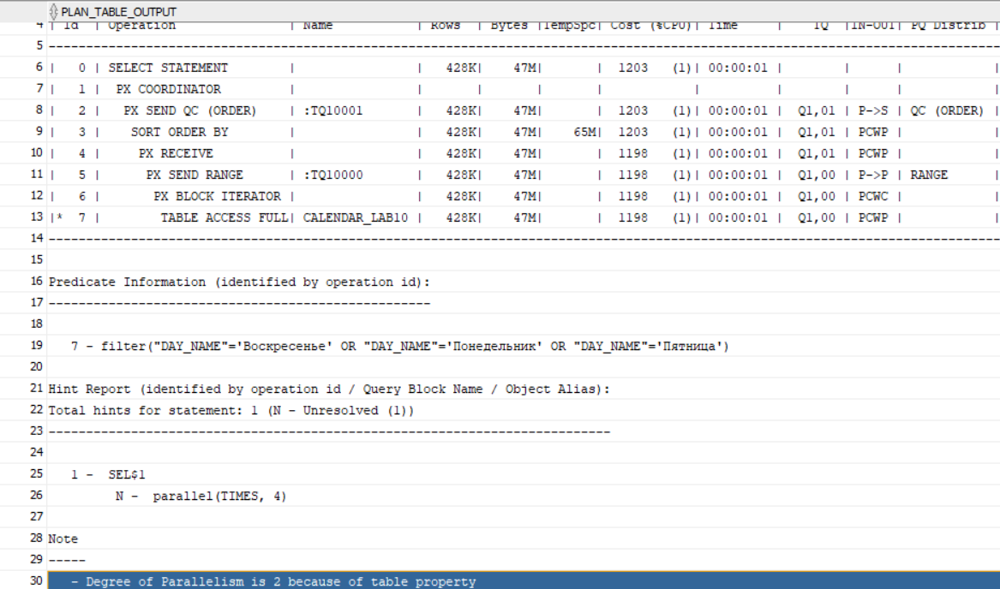 PLAN_TABLE_OUTPUT
4 | Id | Operation | Name | Rows | Bytes |TempSpc| Cost (%CPU)| Time | TQ |IN-OUT| PQ Distrib |
5 --------------------------------------------------------------------------------
6 | 0 | SELECT STATEMENT | | 428K| 47M| | 1203 (1)| 00:00:01 | | | |
7 | 1 | PX COORDINATOR | | | | | | | | | |
8 | 2 | PX SEND QC (ORDER) | :TQ10001 | 428K| 47M| | 1203 (1)| 00:00:01 | Q1,01 | P->S | QC (ORDER) |
9 | 3 | SORT ORDER BY | | 428K| 47M| 65M| 1203 (1)| 00:00:01 | Q1,01 | PCWP | |
10 | 4 | PX RECEIVE | | 428K| 47M| | 1198 (1)| 00:00:01 | Q1,01 | PCWP | |
11 | 5 | PX SEND RANGE | :TQ10000 | 428K| 47M| | 1198 (1)| 00:00:01 | Q1,00 | P->P | RANGE |
12 | 6 | PX BLOCK ITERATOR | | 428K| 47M| | 1198 (1)| 00:00:01 | Q1,00 | PCWC | |
13 |* 7 | TABLE ACCESS FULL| CALENDAR_LAB10 | 428K| 47M| | 1198 (1)| 00:00:01 | Q1,00 | PCWP | |
14 --------------------------------------------------------------------------------
15
16 Predicate Information (identified by operation id):
17 ---------------------------------------------------
18
19 7 - filter("DAY_NAME"='Воскресенье' OR "DAY_NAME"='Понедельник' OR "DAY_NAME"='Пятница')
20
21 Hint Report (identified by operation id / Query Block Name / Object Alias):
22 Total hints for statement: 1 (N - Unresolved (1))
23 ---------------------------------------------------------------------------
24
25 1 - SEL$1
26 N - parallel(TIMES, 4)
27
28 Note
29 -----
30 - Degree of Parallelism is 2 because of table property